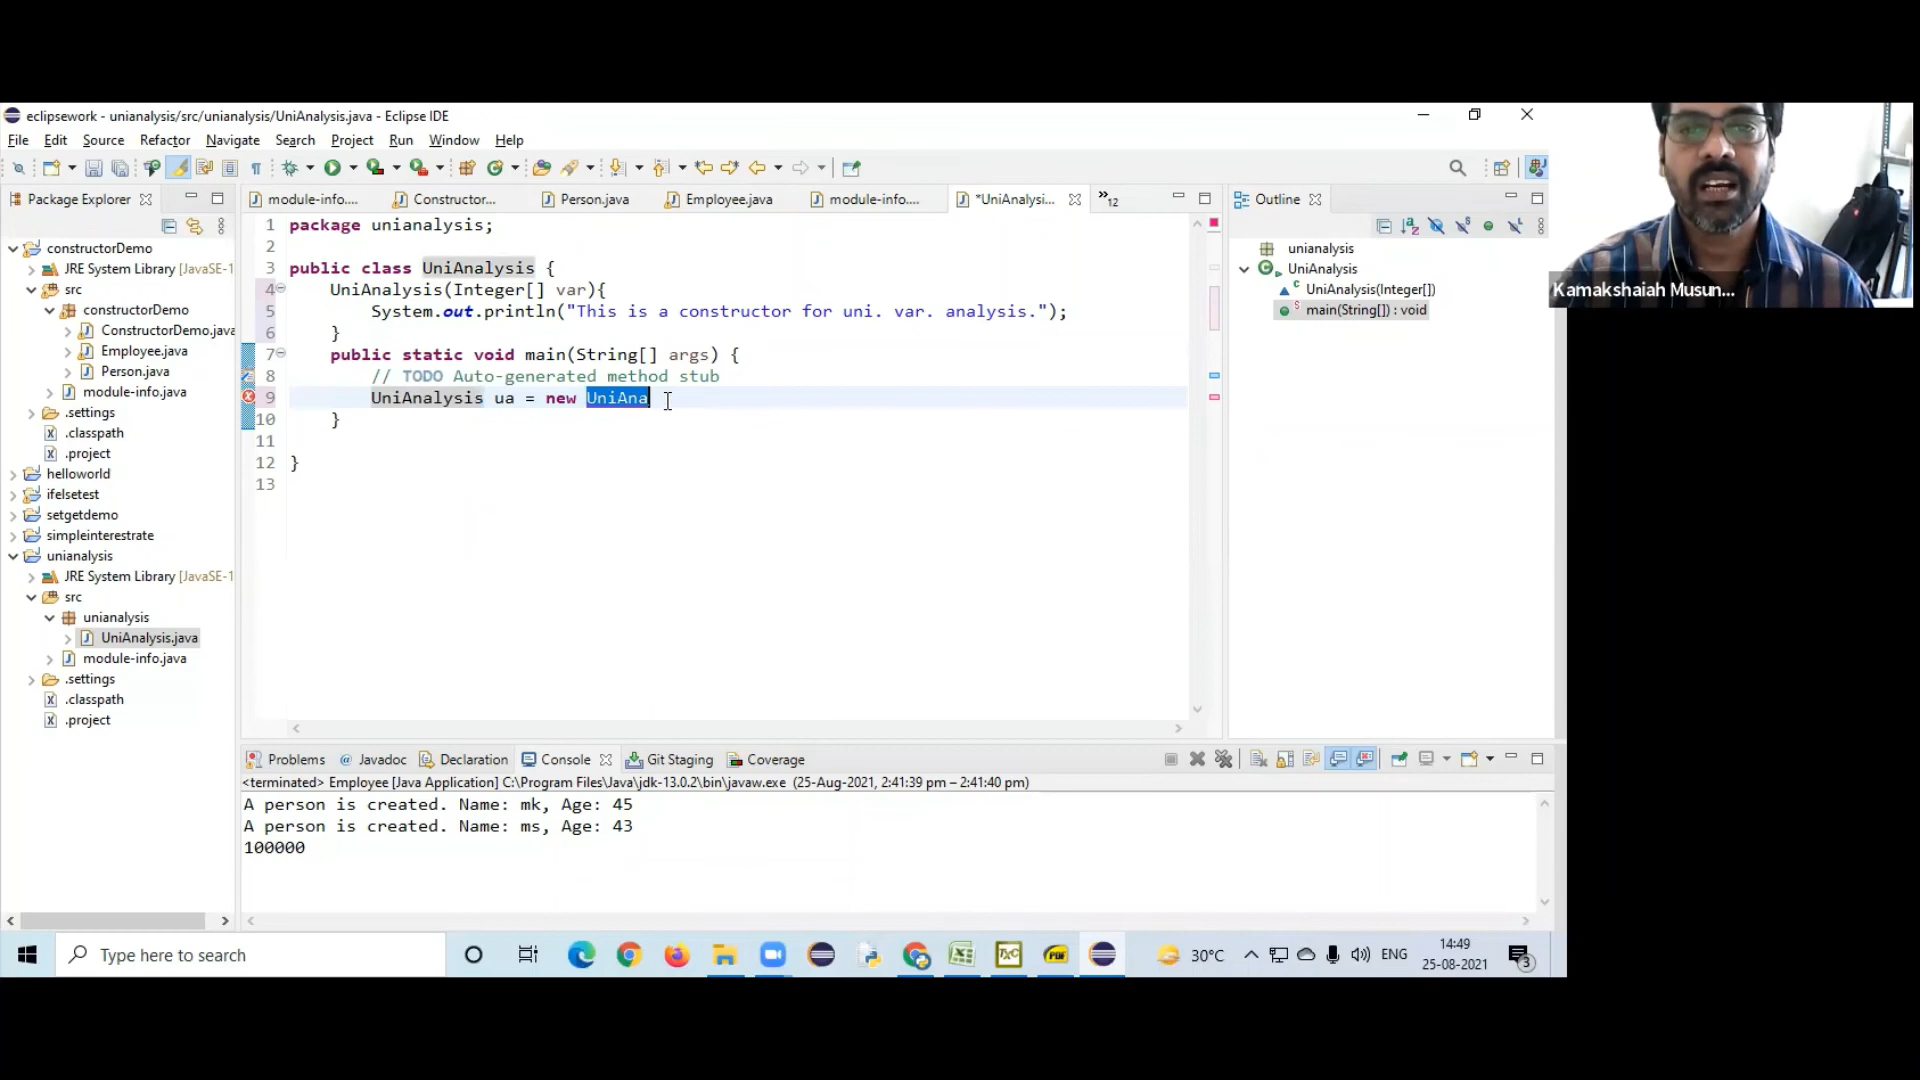 eclipsework - unianalysis/src/unianalysis/UniAnalysis.java - Eclipse IDE
File Edit Source Refactor Navigate Search Project Run Window Help
Package Explorer
module-info....
Constructor...
Person.java
Employee.java
module-info....
*UniAnalysi...
»12
Outline
constructorDemo
JRE System Library [JavaSE-1
src
constructorDemo
ConstructorDemo.java
Employee.java
Person.java
module-info.java
.settings
.classpath
.project
helloworld
ifelsetest
setgetdemo
simpleinterestrate
unianalysis
JRE System Library [JavaSE-1
src
unianalysis
UniAnalysis.java
module-info.java
.settings
.classpath
.project
1 package unianalysis;
2
3 public class UniAnalysis {
4 UniAnalysis(Integer[] var){
5 System.out.println("This is a constructor for uni. var. analysis.");
6 }
7 public static void main(String[] args) {
8 // TODO Auto-generated method stub
9 UniAnalysis ua = new UniAna
10 }
11
12 }
13
unianalysis
UniAnalysis
UniAnalysis(Integer[])
main(String[]) : void
Kamakshaiah Musun...
Problems Javadoc Declaration Console Git Staging Coverage
<terminated> Employee [Java Application] C:\Program Files\Java\jdk-13.0.2\bin\javaw.exe (25-Aug-2021, 2:41:39 pm – 2:41:40 pm)
A person is created. Name: mk, Age: 45
A person is created. Name: ms, Age: 43
100000
Type here to search
30°C
ENG
14:49
25-08-2021
3